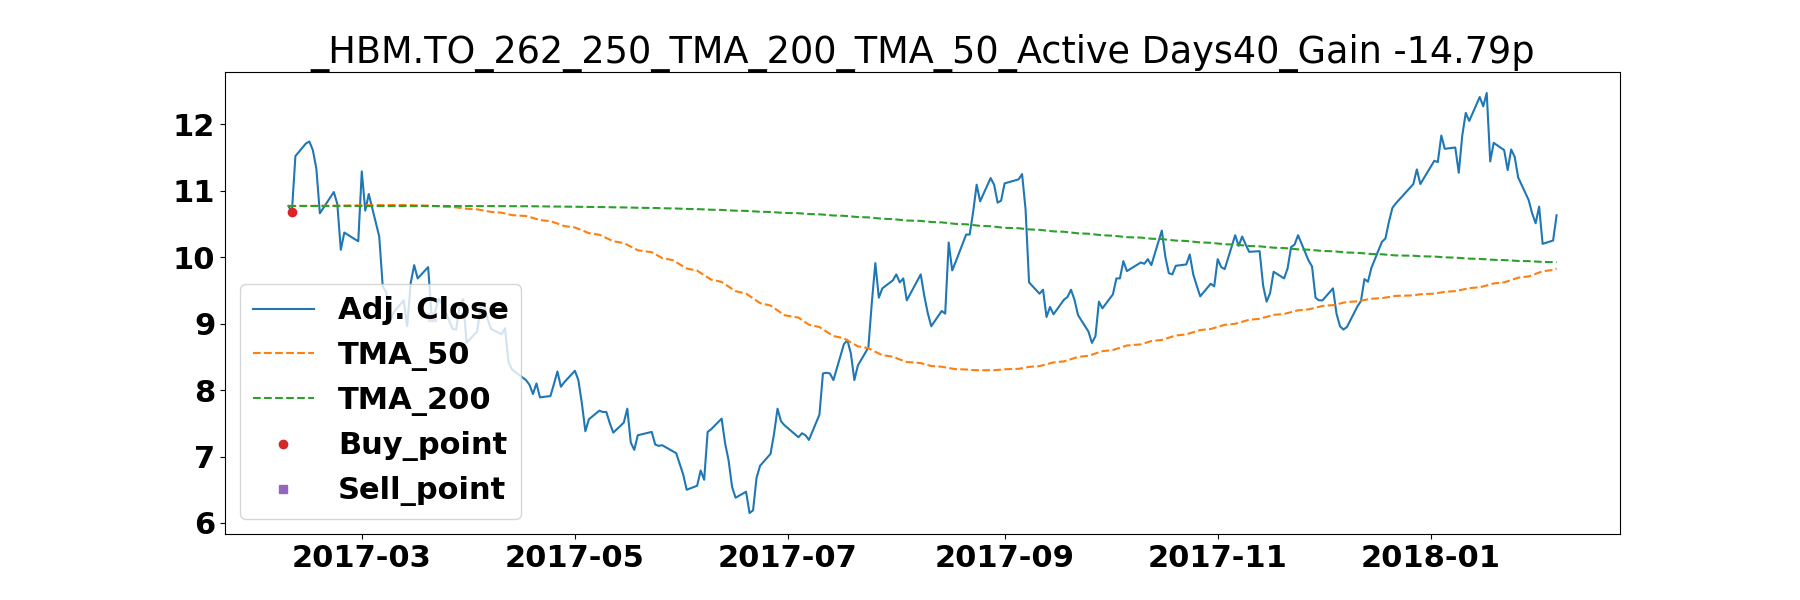 _HBM.TO_262_250_TMA_200_TMA_50_Active Days40_Gain -14.79p
12
11
10
9
8
7
6
Adj. Close
TMA_50
TMA_200
Buy_point
Sell_point
2017-03 2017-05 2017-07 2017-09 2017-11 2018-01